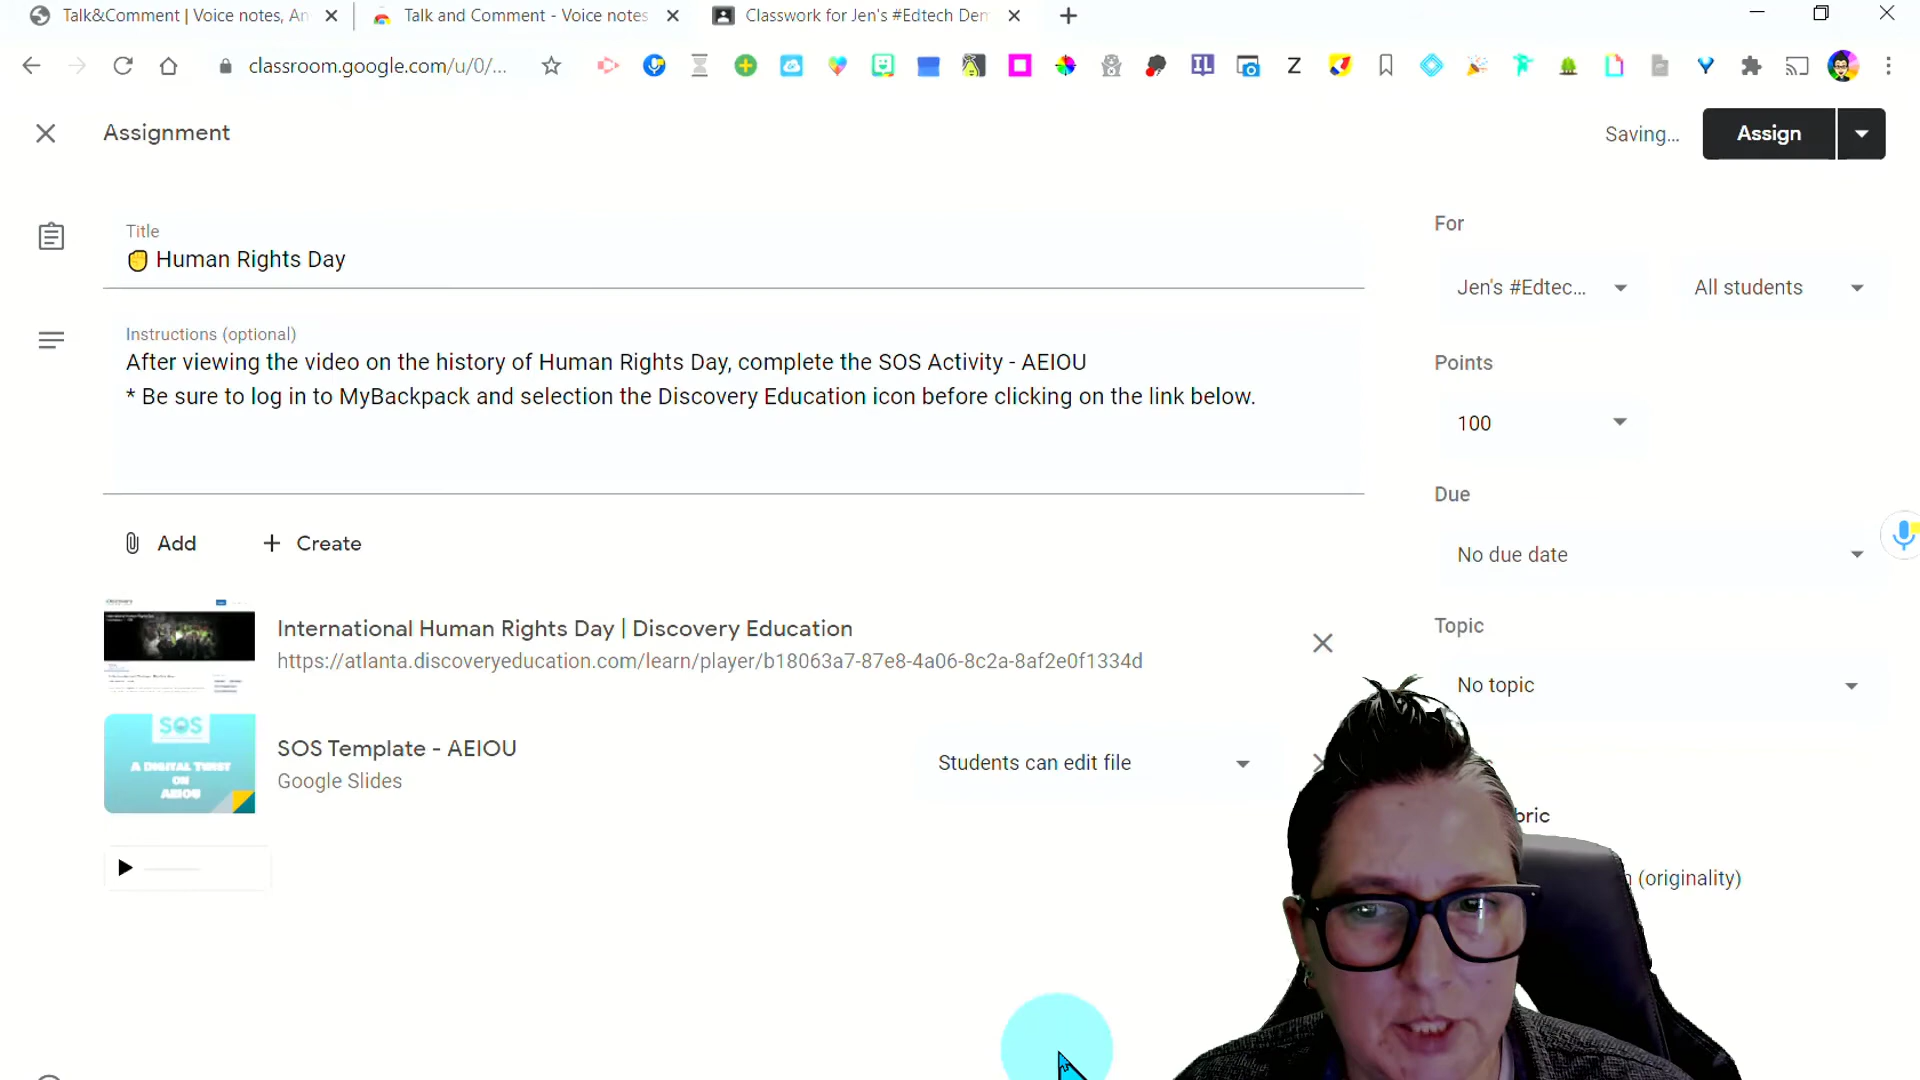 Talk&Comment | Voice notes, An
Talk and Comment - Voice notes
Classwork for Jen's #Edtech Dem
classroom.google.com/u/0/...
Assignment
Saving...
Assign
Title
✊ Human Rights Day
Instructions (optional)
After viewing the video on the history of Human Rights Day, complete the SOS Activity - AEIOU
* Be sure to log in to MyBackpack and selection the Discovery Education icon before clicking on the link below.
Add
Create
International Human Rights Day | Discovery Education
https://atlanta.discoveryeducation.com/learn/player/b18063a7-87e8-4a06-8c2a-8af2e0f1334d
SOS
A DIGITAL TWIST
ON
AEIOU
SOS Template - AEIOU
Google Slides
Students can edit file
For
Jen's #Edtec...
All students
Points
100
Due
No due date
Topic
No topic
bric
(originality)